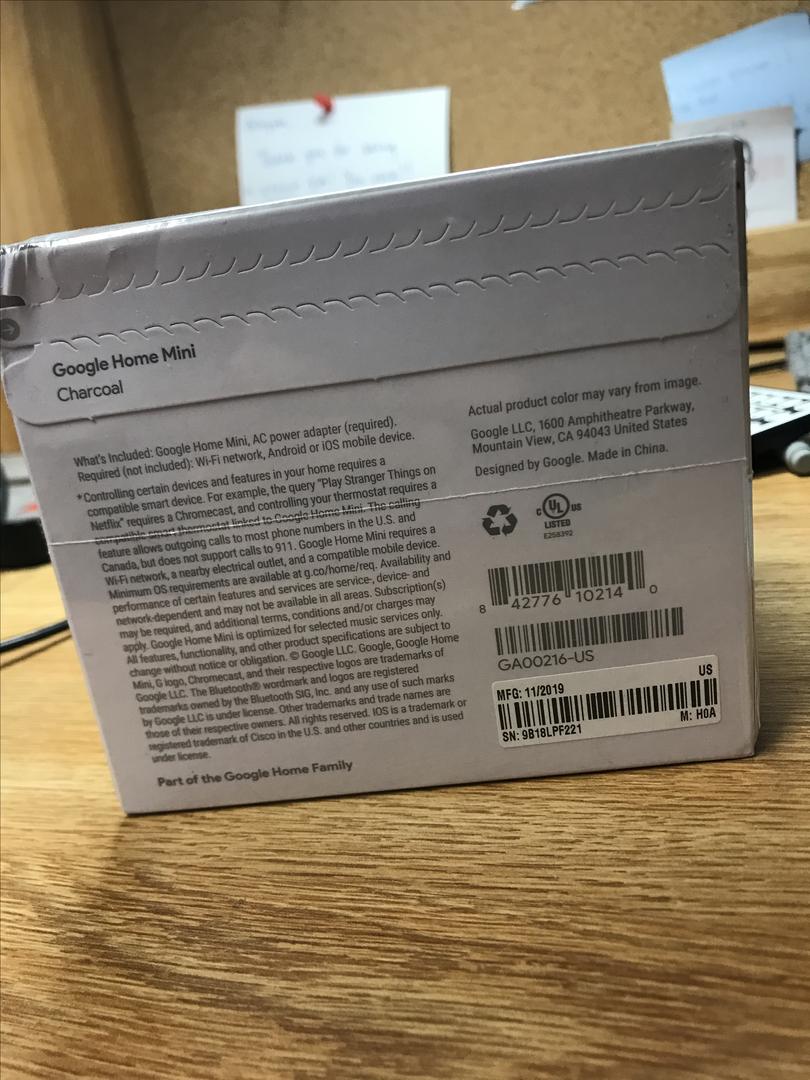 Google Home Mini
Charcoal
What's Included: Google Home Mini, AC power adapter (required).
Required (not included): Wi-Fi network, Android or iOS mobile device.
*Controlling certain devices and features in your home requires a
compatible smart device. For example, the query "Play Stranger Things on
Netflix" requires a Chromecast, and controlling your thermostat requires a
compatible smart thermostat linked to Google Home Mini. The calling
feature allows outgoing calls to most phone numbers in the U.S. and
Canada, but does not support calls to 911. Google Home Mini requires a
Wi-Fi network, a nearby electrical outlet, and a compatible mobile device.
Minimum OS requirements are available at g.co/home/req. Availability and
performance of certain features and services are service-, device- and
network-dependent and may not be available in all areas. Subscription(s)
may be required, and additional terms, conditions and/or charges may
apply. Google Home Mini is optimized for selected music services only.
All features, functionality, and other product specifications are subject to
change without notice or obligation. © Google LLC. Google, Google Home
Mini, G logo, Chromecast, and their respective logos are trademarks of
Google LLC. The Bluetooth® wordmark and logos are registered
trademarks owned by the Bluetooth SIG, Inc. and any use of such marks
by Google LLC is under license. Other trademarks and trade names are
those of their respective owners. All rights reserved. IOS is a trademark or
registered trademark of Cisco in the U.S. and other countries and is used
under license.
Part of the Google Home Family
Actual product color may vary from image.
Google LLC, 1600 Amphitheatre Parkway,
Mountain View, CA 94043 United States
Designed by Google. Made in China.
C UL US
LISTED
E258392
8 42776 10214 0
GA00216-US
US
MFG: 11/2019
M: H0A
SN: 9B18LPF221